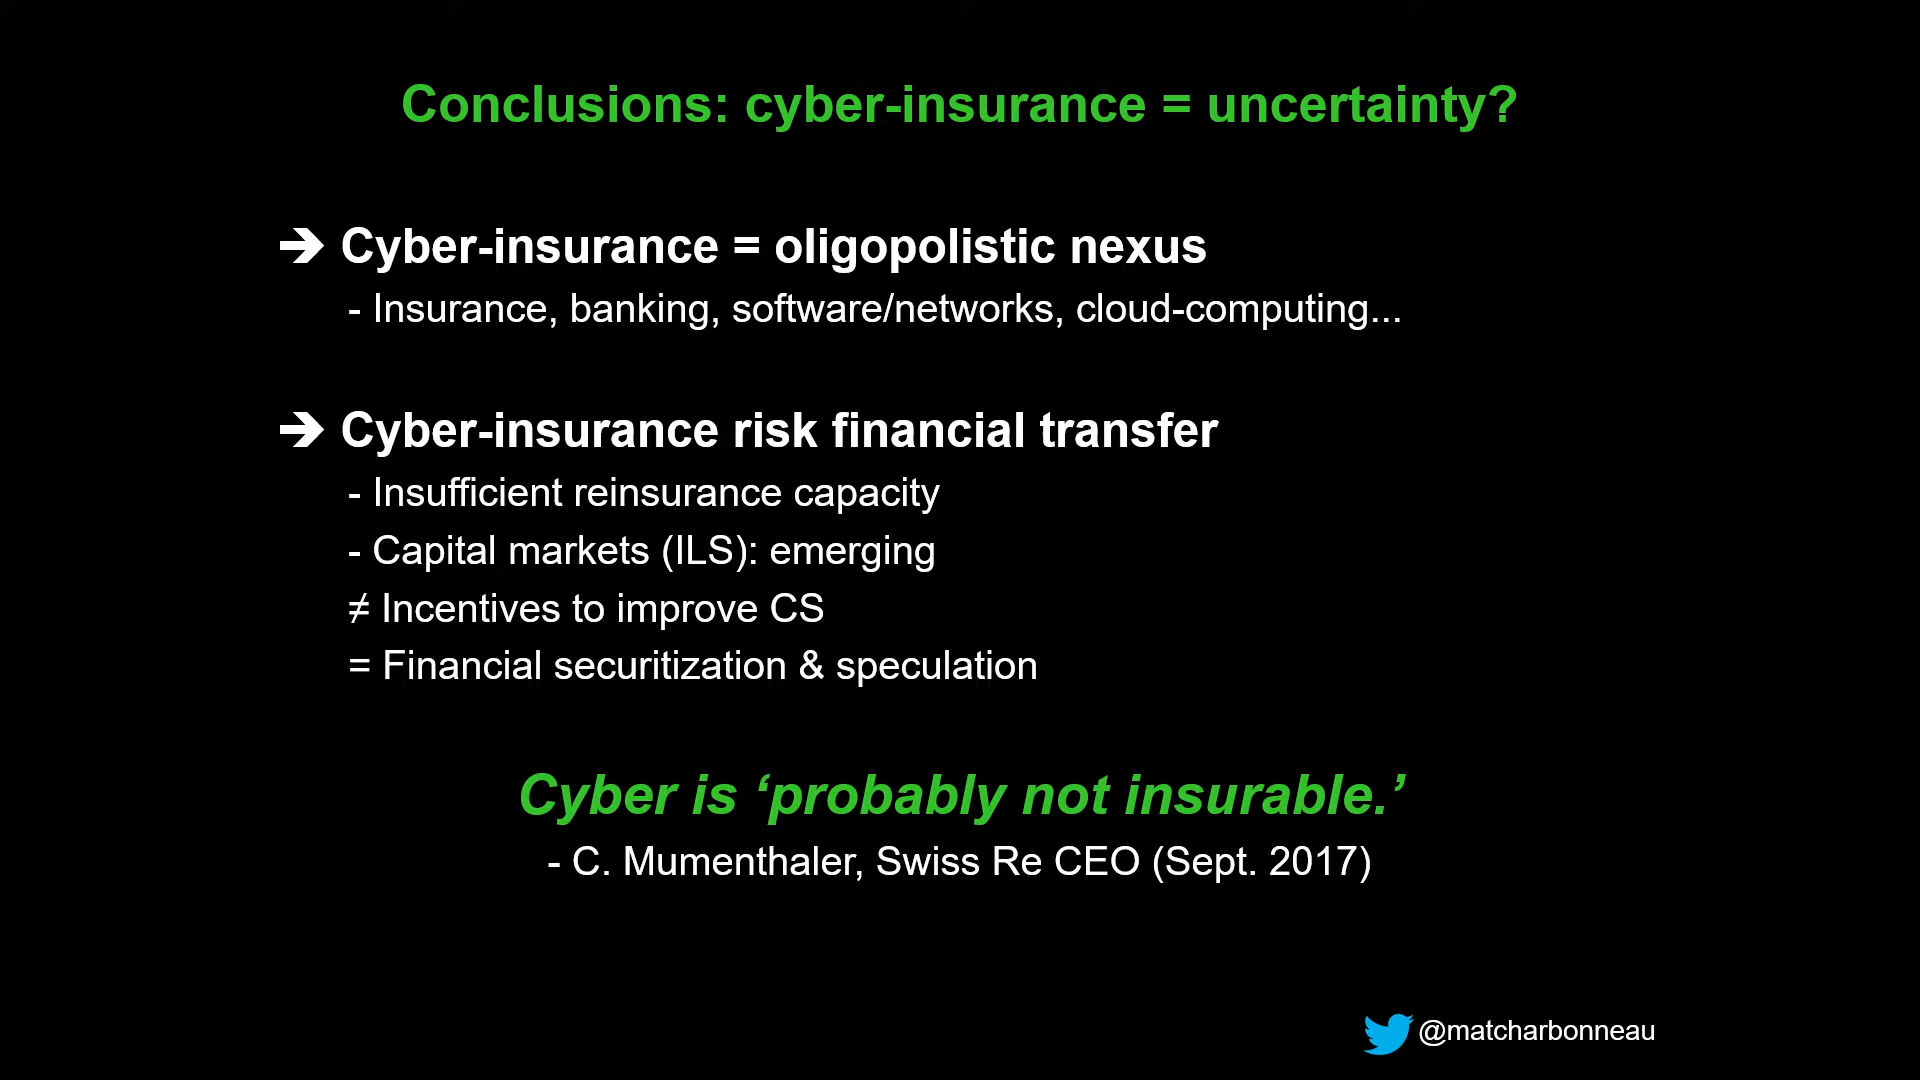 Conclusions: cyber-insurance = uncertainty?
➔ Cyber-insurance = oligopolistic nexus
- Insurance, banking, software/networks, cloud-computing...
➔ Cyber-insurance risk financial transfer
- Insufficient reinsurance capacity
- Capital markets (ILS): emerging
≠ Incentives to improve CS
= Financial securitization & speculation
Cyber is ‘probably not insurable.’
- C. Mumenthaler, Swiss Re CEO (Sept. 2017)
@matcharbonneau